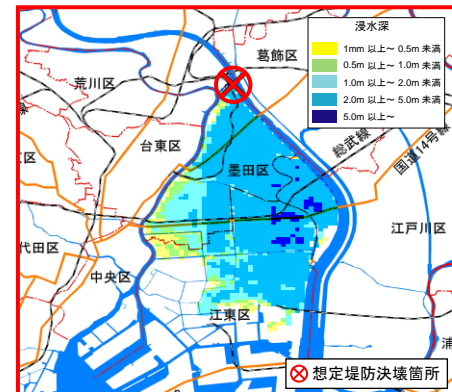 浸水深
1mm 以上～ 0.5m 未満
0.5m 以上～ 1.0m 未満
1.0m 以上～ 2.0m 未満
2.0m 以上～ 5.0m 未満
5.0m 以上～
葛飾区
荒川区
台東区
総武線
国道14号線
墨田区
江戸川区
代田区
中央区
江東区
浦
想定堤防決壊箇所